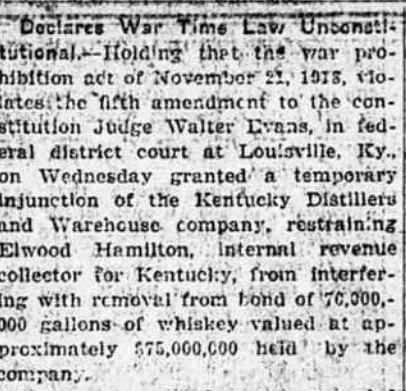 Declares War Time Law Unconsti-
tutional.—Holding that the war pro-
hibition act of November 21, 1918, vio-
lates the fifth amendment to the con-
stitution Judge Walter Evans, in fed-
eral district court at Louisville, Ky.,
on Wednesday granted a temporary
injunction of the Kentucky Distillers
and Warehouse company, restraining
Elwood Hamilton, internal revenue
collector for Kentucky, from interfer-
ing with removal from bond of 70,000,-
000 gallons of whiskey valued at ap-
proximately $75,000,000 held by the
company.